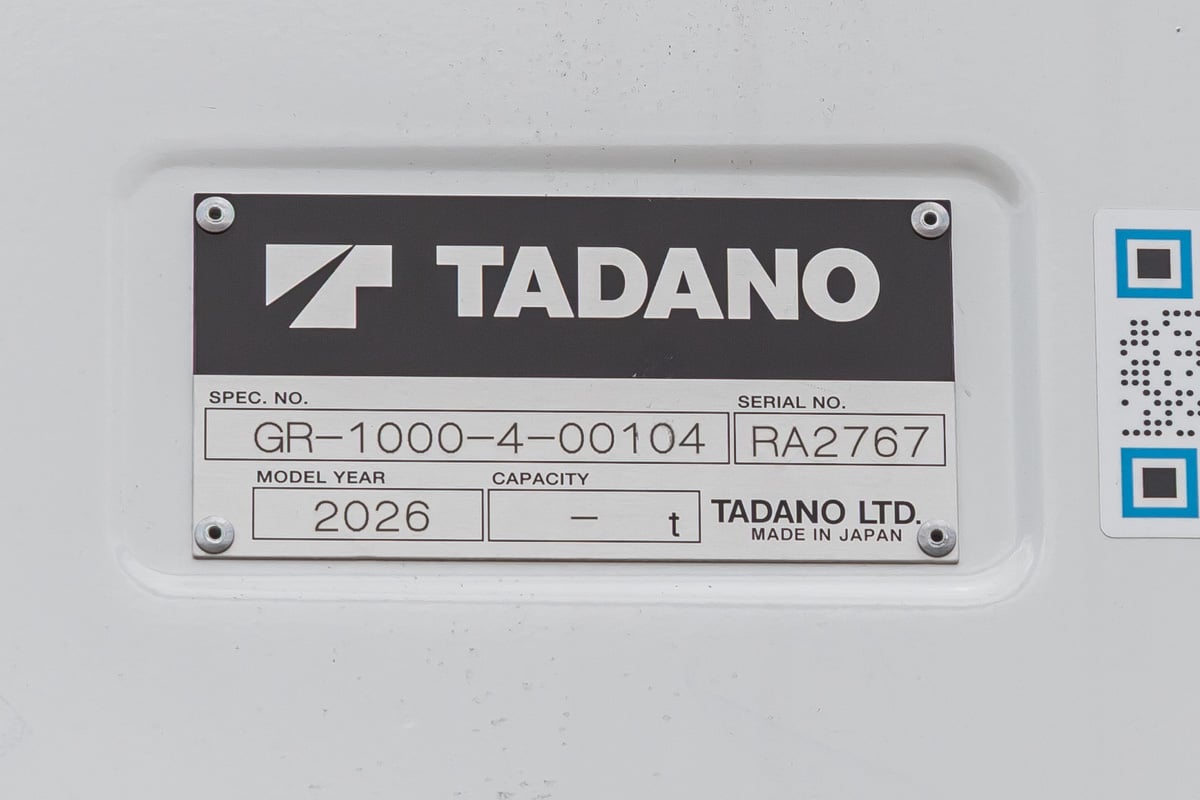 TADANO
SPEC. NO.
GR-1000-4-00104
SERIAL NO.
RA2767
MODEL YEAR
2026
CAPACITY
– t
TADANO LTD.
MADE IN JAPAN